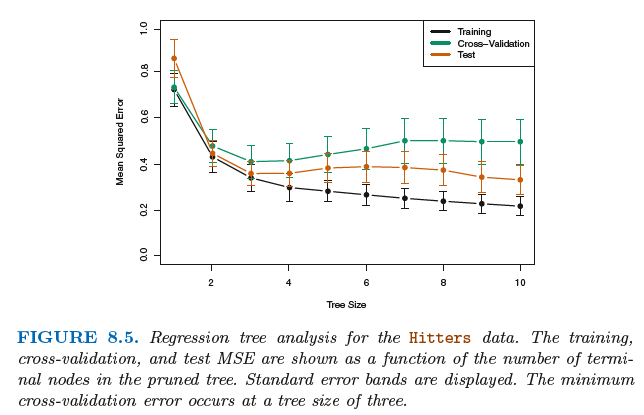 1.0
0.8
0.6
0.4
0.2
0.0
Mean Squared Error
Training
Cross−Validation
Test
2 4 6 8 10
Tree Size
FIGURE 8.5. Regression tree analysis for the Hitters data. The training,
cross-validation, and test MSE are shown as a function of the number of termi-
nal nodes in the pruned tree. Standard error bands are displayed. The minimum
cross-validation error occurs at a tree size of three.